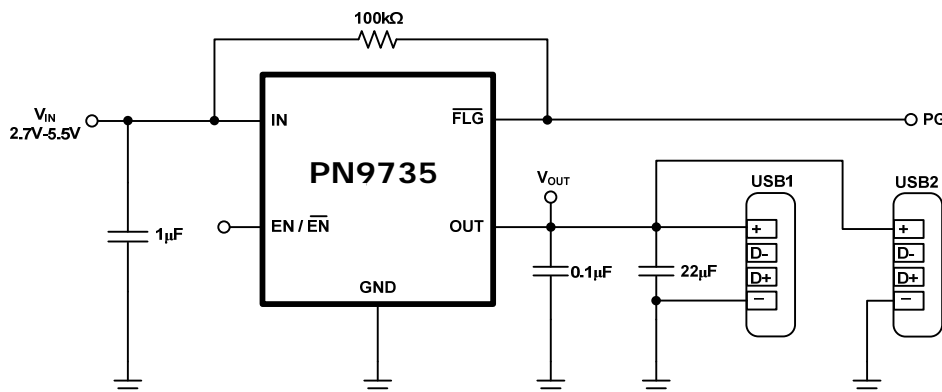 100kΩ
V_IN
2.7V-5.5V
IN
FLG
PG
PN9735
USB1
USB2
V_OUT
EN / EN
OUT
1µF
0.1µF
22µF
GND
+
D-
D+
−
+
D-
D+
−